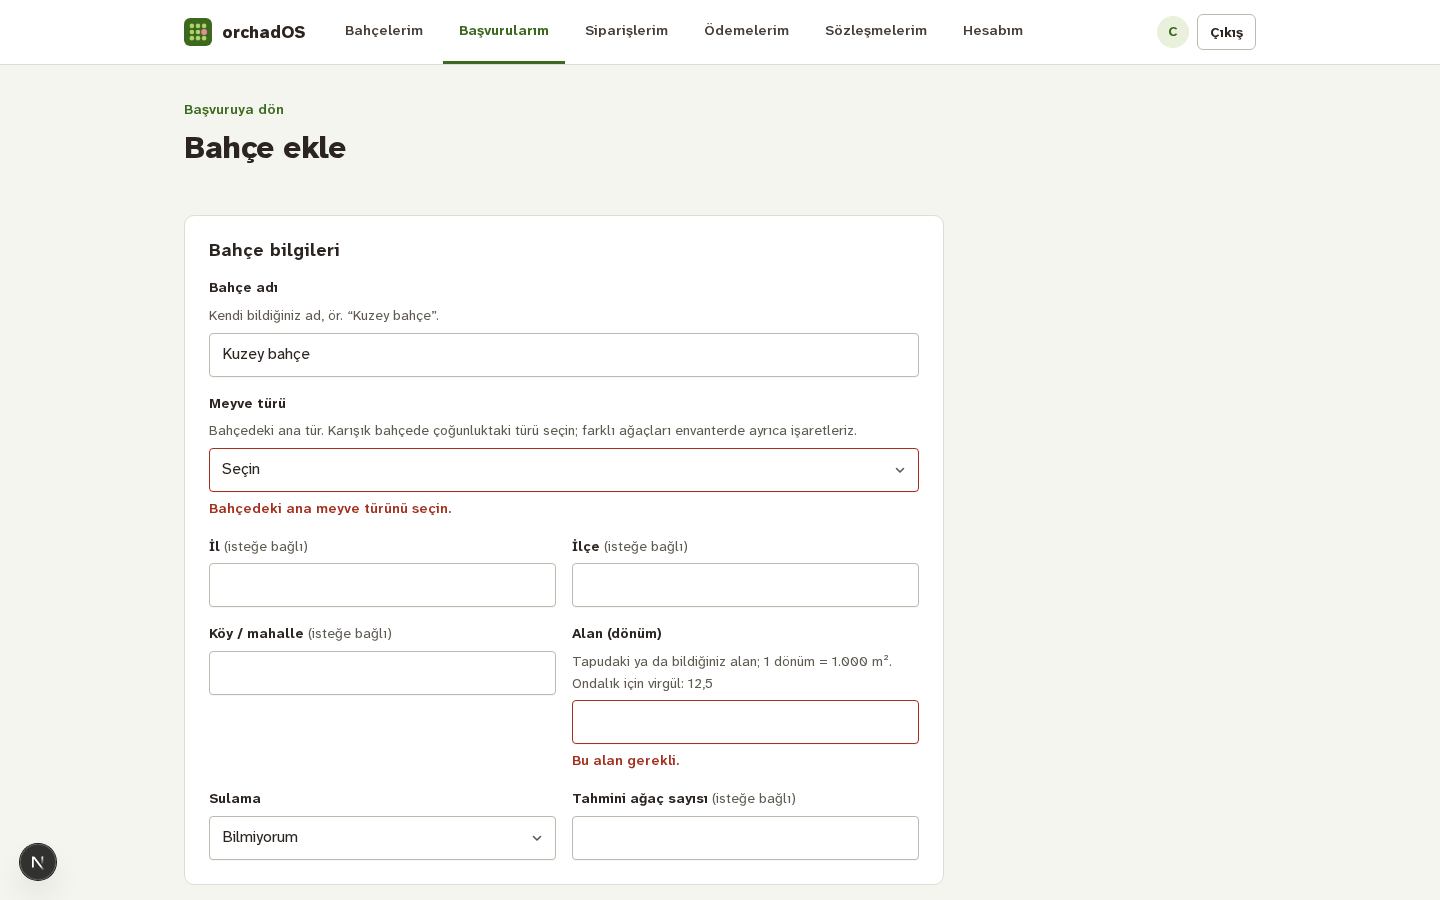 orchadOS
Bahçelerim
Başvurularım
Siparişlerim
Ödemelerim
Sözleşmelerim
Hesabım
C
Çıkış
Başvuruya dön
Bahçe ekle
Bahçe bilgileri
Bahçe adı
Kendi bildiğiniz ad, ör. “Kuzey bahçe”.
Kuzey bahçe
Meyve türü
Bahçedeki ana tür. Karışık bahçede çoğunluktaki türü seçin; farklı ağaçları envanterde ayrıca işaretleriz.
Seçin
Bahçedeki ana meyve türünü seçin.
İl (isteğe bağlı)
İlçe (isteğe bağlı)
Köy / mahalle (isteğe bağlı)
Alan (dönüm)
Tapudaki ya da bildiğiniz alan; 1 dönüm = 1.000 m².
Ondalık için virgül: 12,5
Bu alan gerekli.
Sulama
Bilmiyorum
Tahmini ağaç sayısı (isteğe bağlı)
N